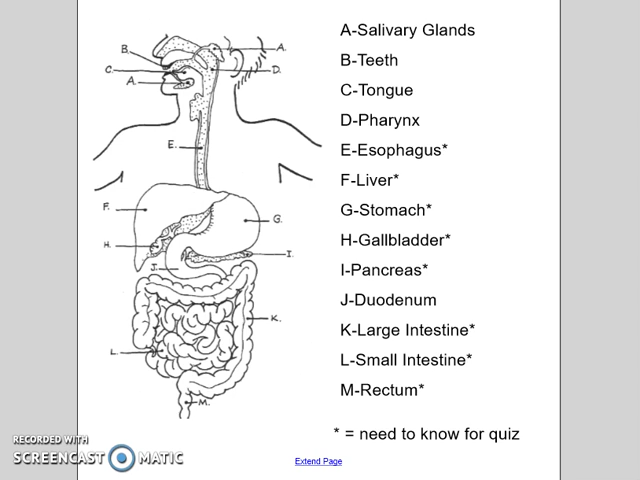 A-Salivary Glands
B-Teeth
C-Tongue
D-Pharynx
E-Esophagus*
F-Liver*
G-Stomach*
H-Gallbladder*
I-Pancreas*
J-Duodenum
K-Large Intestine*
L-Small Intestine*
M-Rectum*
* = need to know for quiz
Extend Page
A.
B.
C.
D.
A.
E.
F.
G.
H.
I.
J.
K.
L.
M.
RECORDED WITH
SCREENCAST MATIC